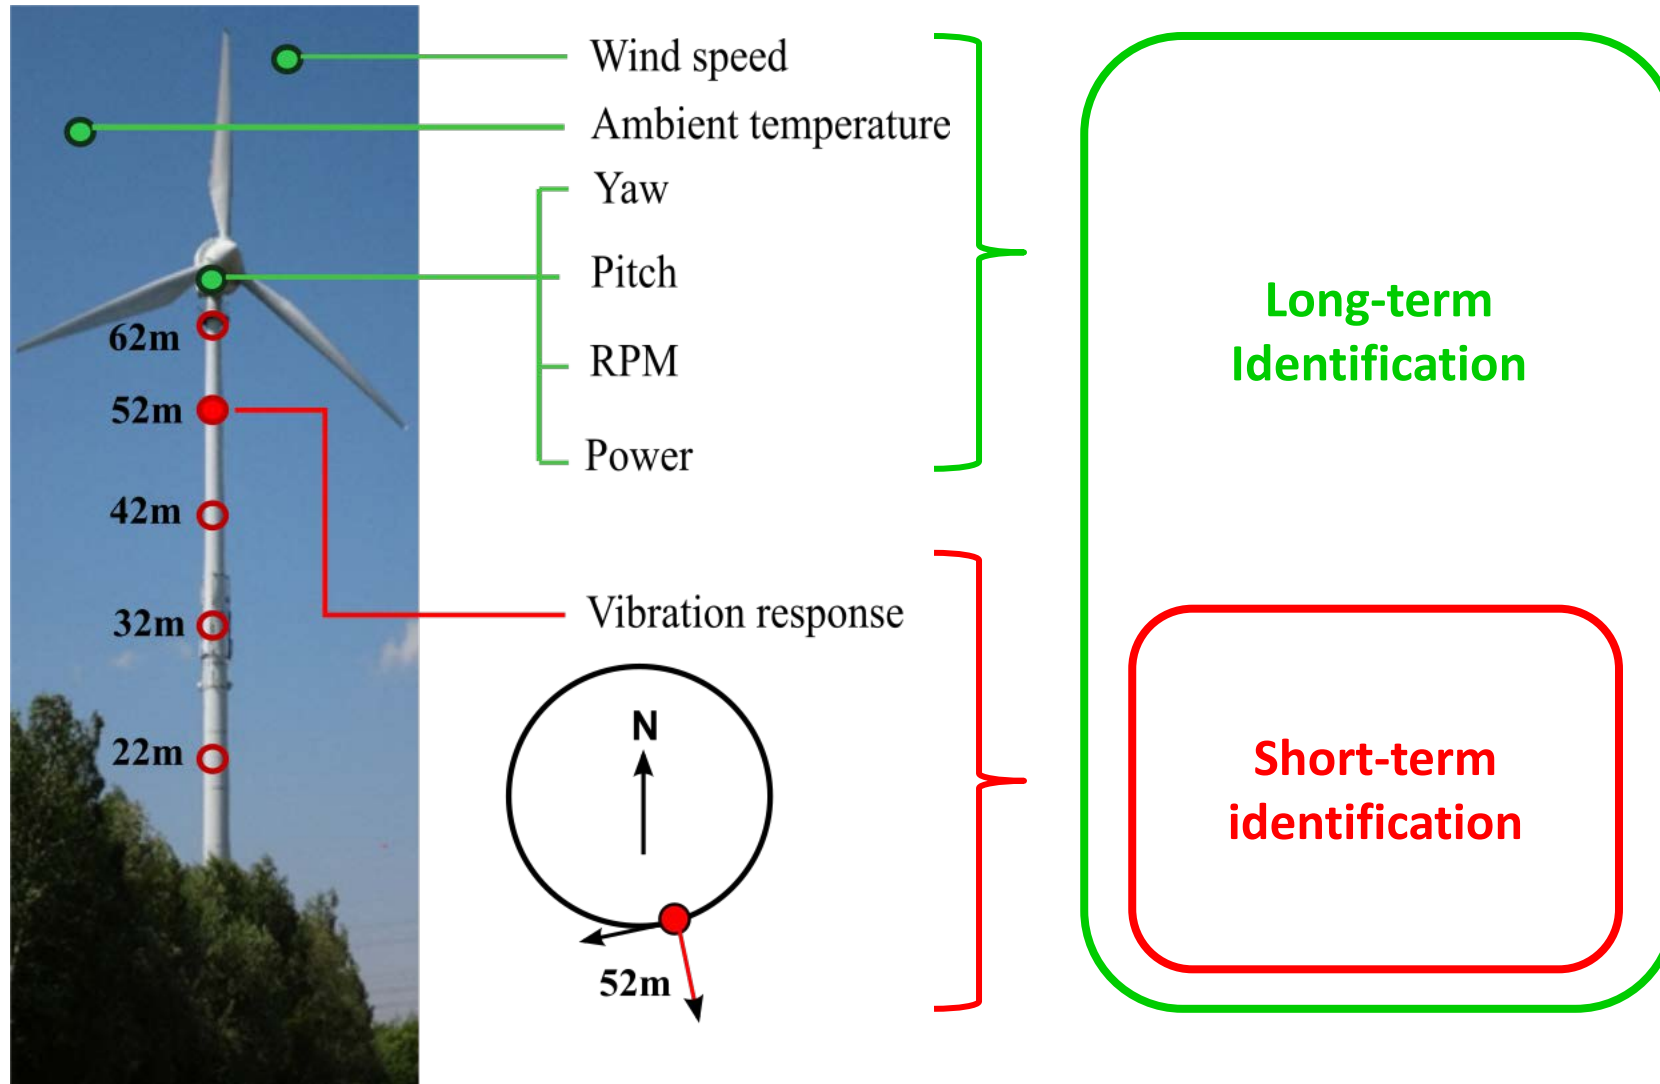 Wind speed
Ambient temperature
Yaw
Pitch
RPM
Power
62m
52m
42m
32m
22m
Vibration response
N
52m
Long-term
Identification
Short-term
identification